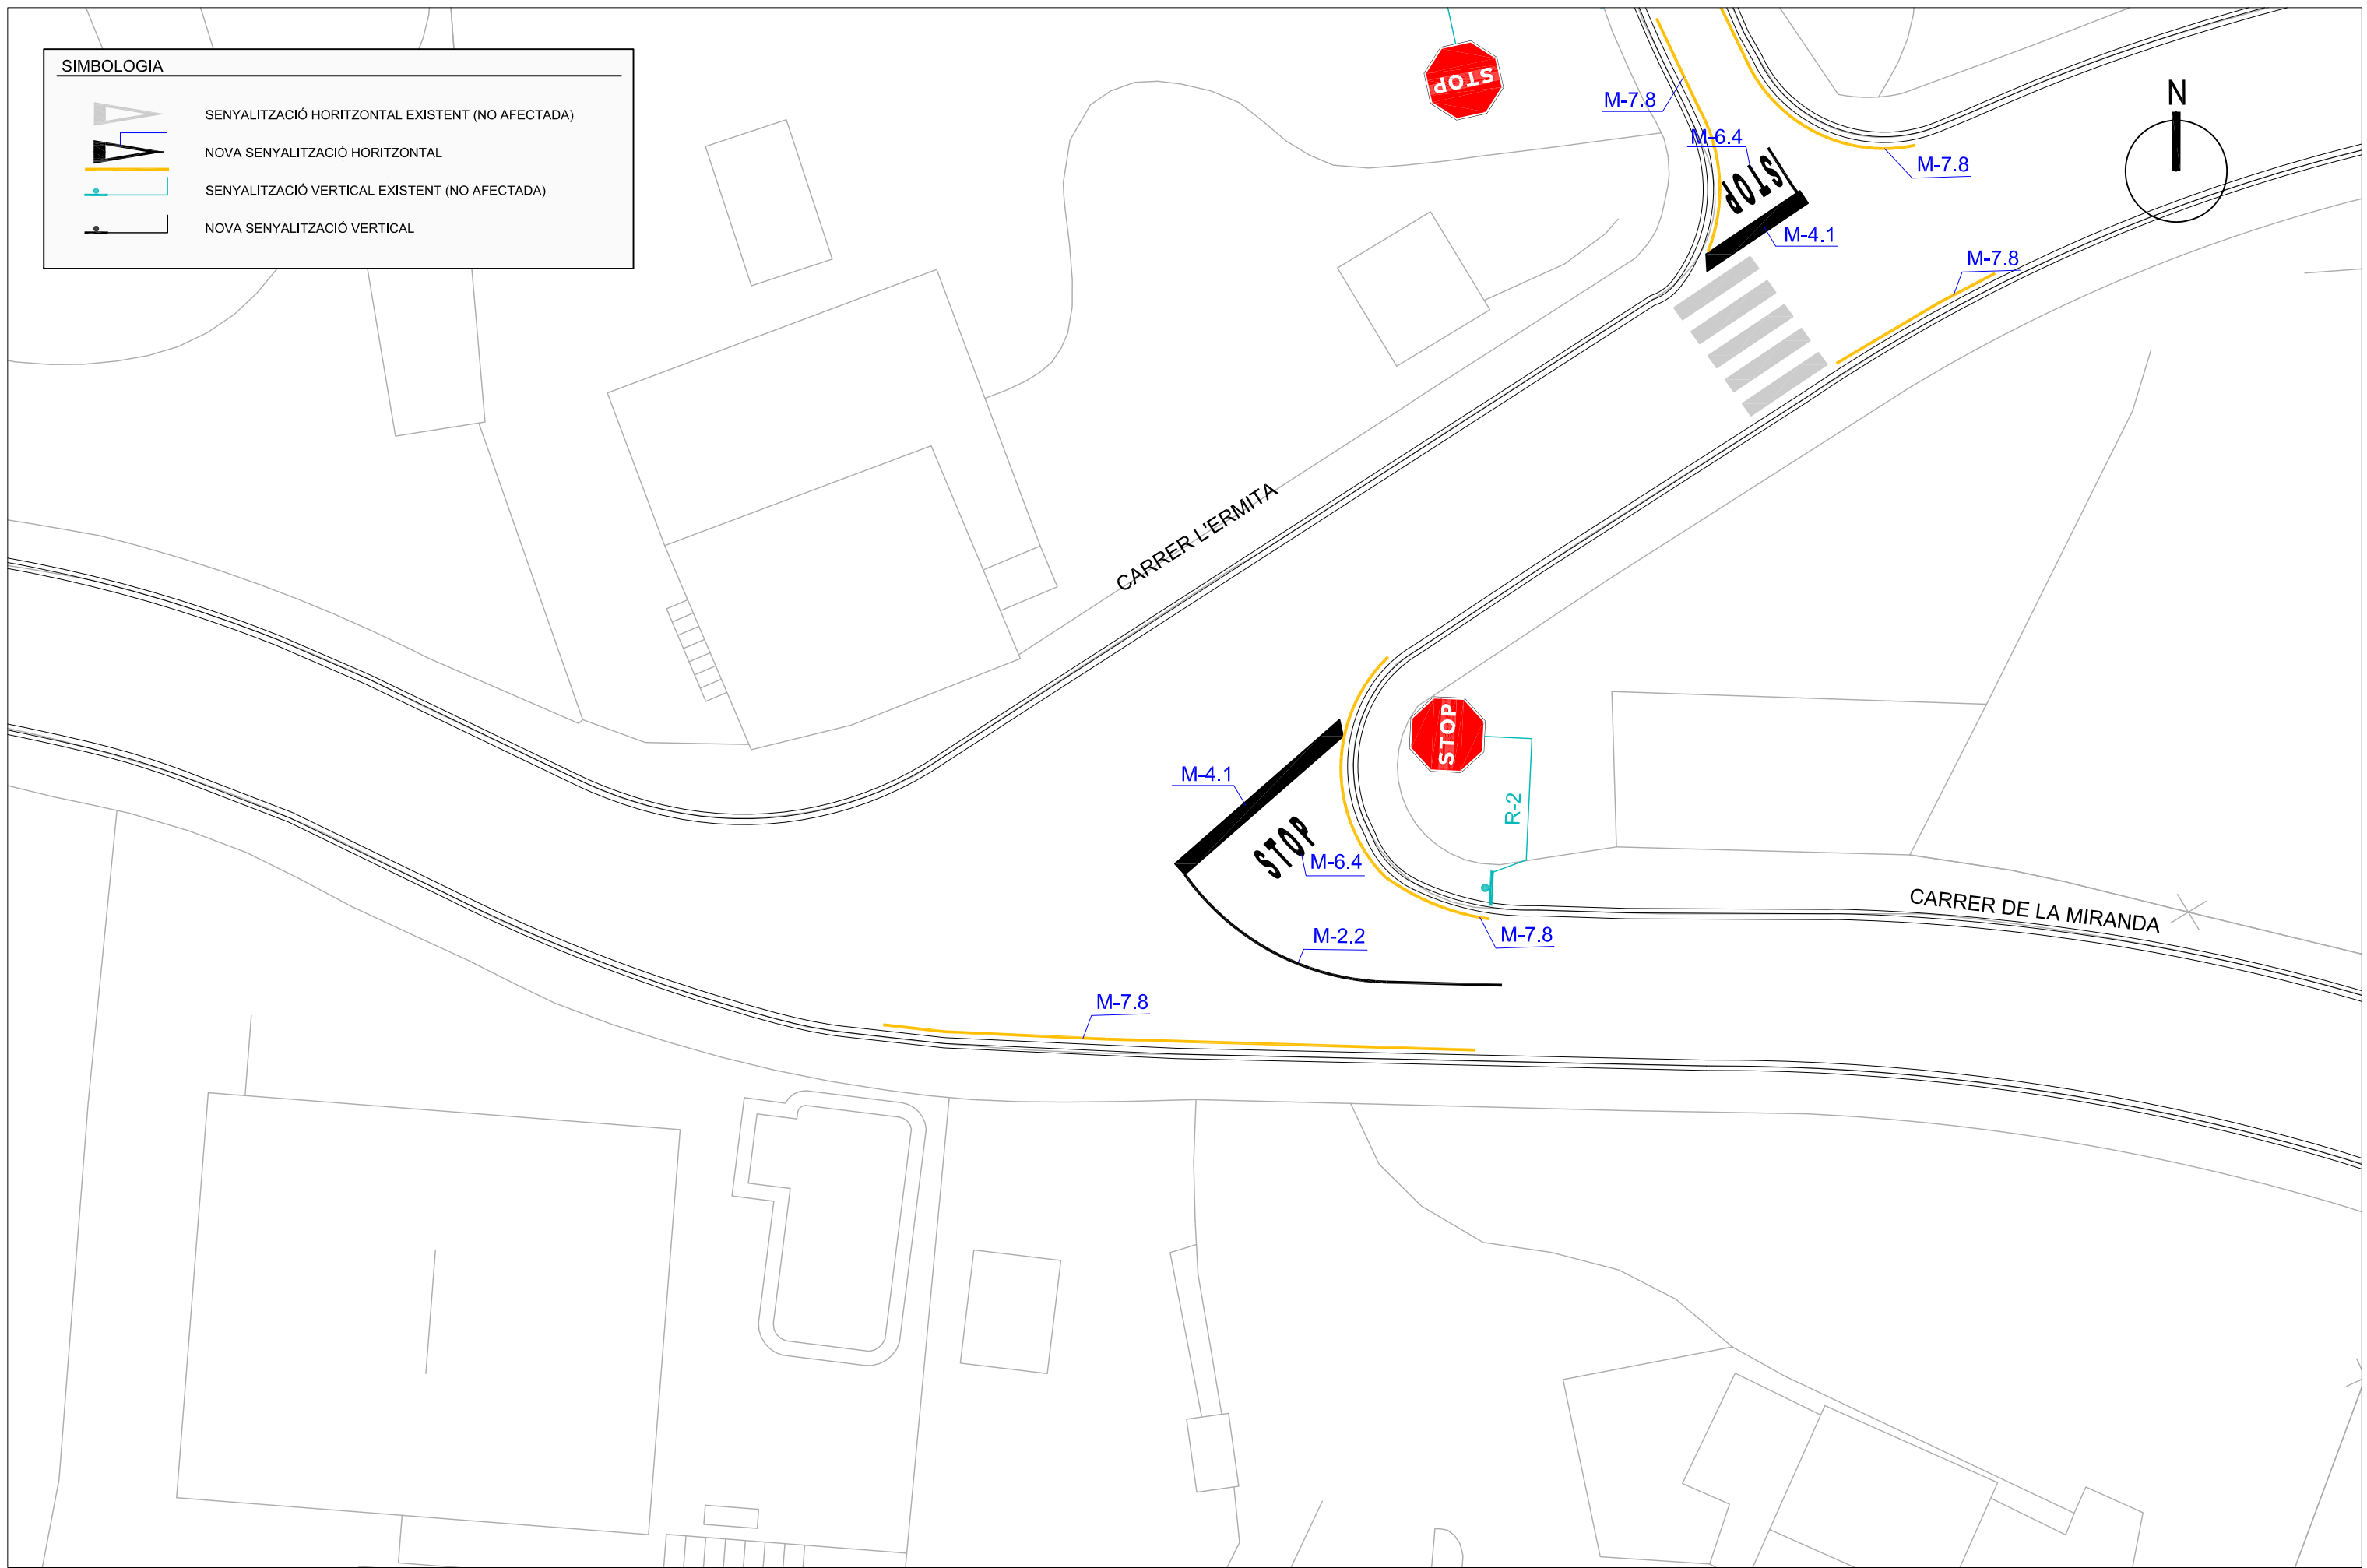 SIMBOLOGIA
SENYALITZACIÓ HORITZONTAL EXISTENT (NO AFECTADA)
NOVA SENYALITZACIÓ HORITZONTAL
SENYALITZACIÓ VERTICAL EXISTENT (NO AFECTADA)
NOVA SENYALITZACIÓ VERTICAL
STOP
M-7.8
M-6.4
STOP
M-7.8
N
M-4.1
M-7.8
CARRER L'ERMITA
STOP
M-4.1
R-2
STOP
M-6.4
CARRER DE LA MIRANDA
M-2.2
M-7.8
M-7.8